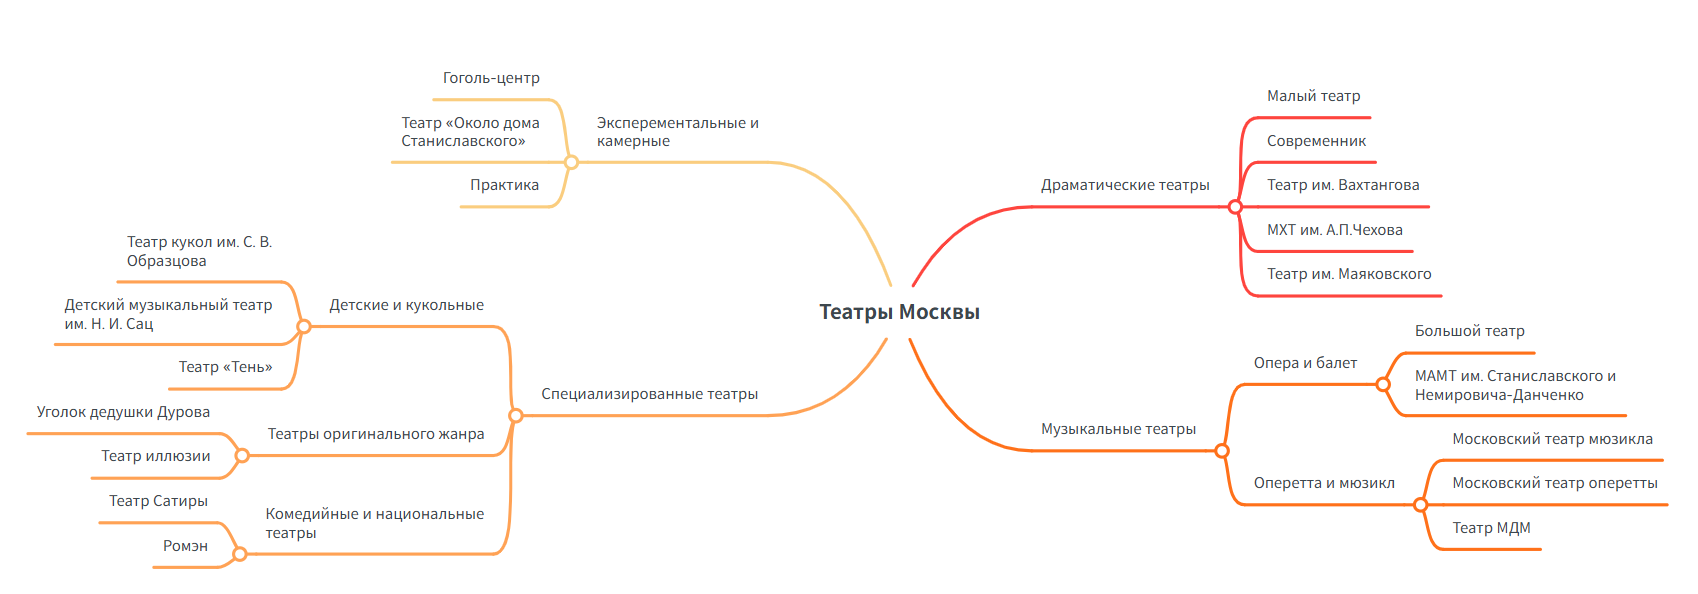 Театры Москвы
Драматические театры
Малый театр
Современник
Театр им. Вахтангова
МХТ им. А.П.Чехова
Театр им. Маяковского
Музыкальные театры
Опера и балет
Большой театр
МАМТ им. Станиславского и
Немировича-Данченко
Оперетта и мюзикл
Московский театр мюзикла
Московский театр оперетты
Театр МДМ
Эксперементальные и
камерные
Гоголь-центр
Театр «Около дома
Станиславского»
Практика
Специализированные театры
Детские и кукольные
Театр кукол им. С. В.
Образцова
Детский музыкальный театр
им. Н. И. Сац
Театр «Тень»
Театры оригинального жанра
Уголок дедушки Дурова
Театр иллюзии
Комедийные и национальные
театры
Театр Сатиры
Ромэн